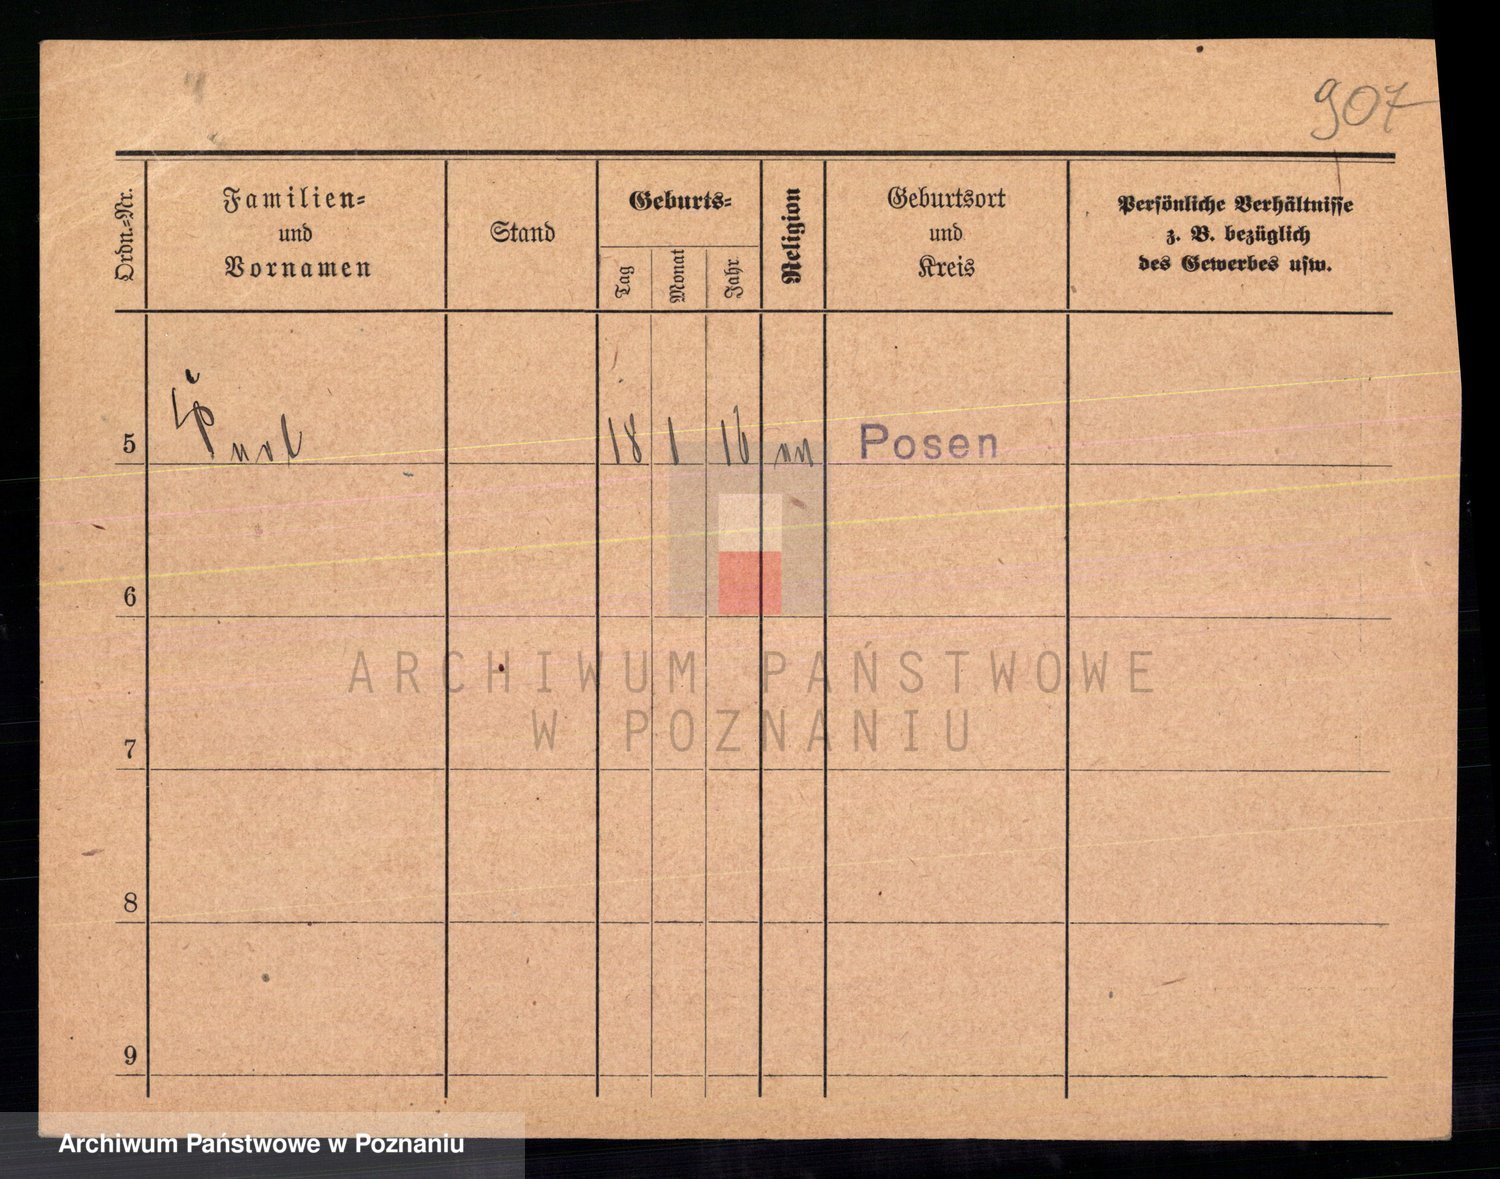 907
Ordn.-Nr.
Familien-
und
Vornamen
Stand
Geburts-
Tag
Monat
Jahr
Religion
Geburtsort
und
Kreis
Persönliche Verhältnisse
z. B. bezüglich
des Gewerbes usw.
5 18 1 16 Posen
6
7
8
9
ARCHIWUM PAŃSTWOWE
W POZNANIU
Archiwum Państwowe w Poznaniu